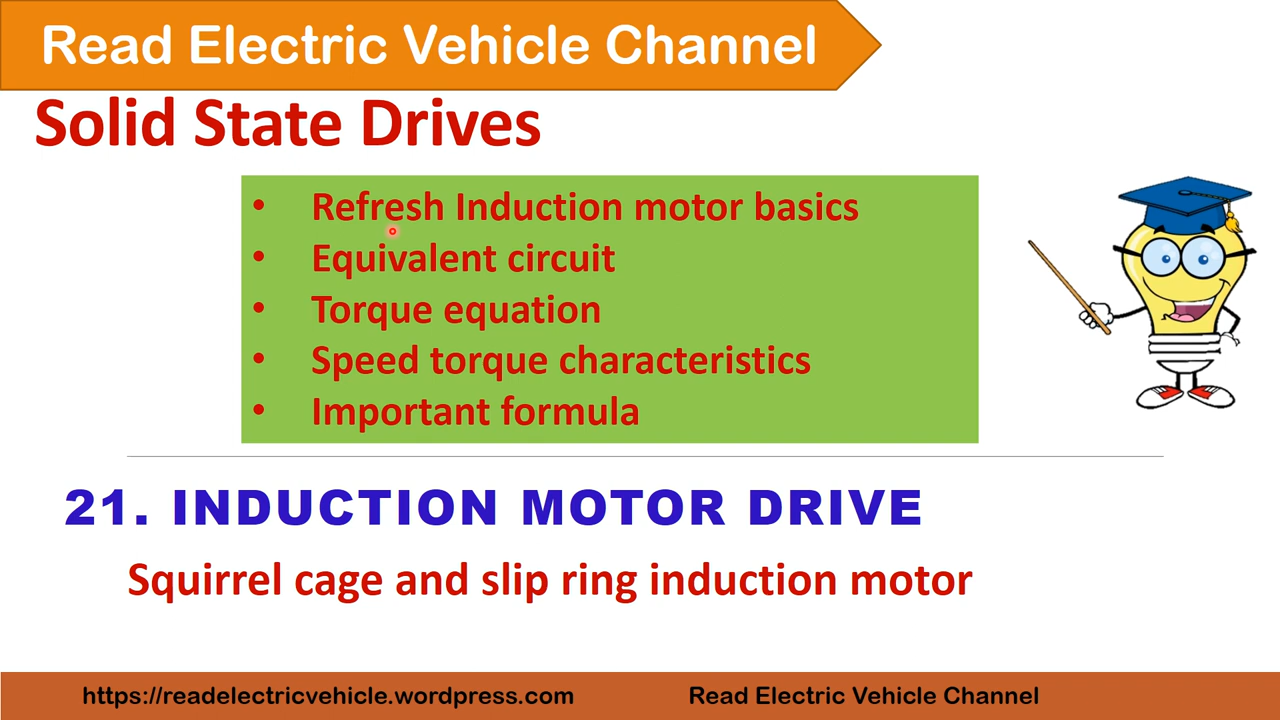 Read Electric Vehicle Channel
Solid State Drives
• Refresh Induction motor basics
• Equivalent circuit
• Torque equation
• Speed torque characteristics
• Important formula
21. INDUCTION MOTOR DRIVE
Squirrel cage and slip ring induction motor
https://readelectricvehicle.wordpress.com Read Electric Vehicle Channel